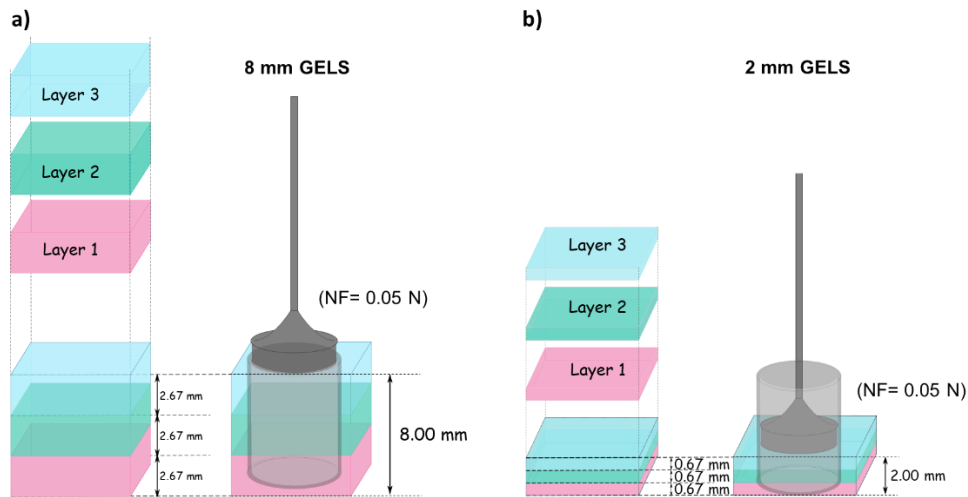 a)
8 mm GELS
Layer 3
Layer 2
Layer 1
(NF= 0.05 N)
2.67 mm
2.67 mm
2.67 mm
8.00 mm
b)
2 mm GELS
Layer 3
Layer 2
Layer 1
(NF= 0.05 N)
0.67 mm
0.67 mm
0.67 mm
2.00 mm